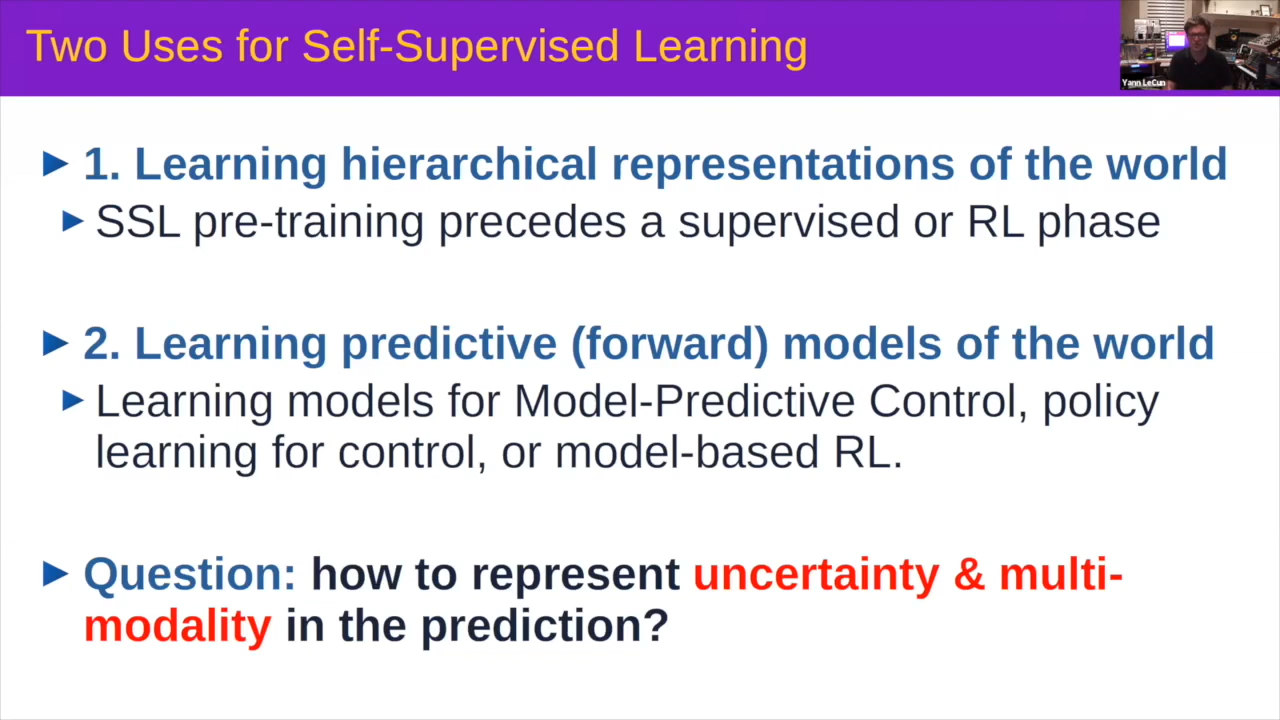 Two Uses for Self-Supervised Learning
Yann LeCun
1. Learning hierarchical representations of the world
SSL pre-training precedes a supervised or RL phase
2. Learning predictive (forward) models of the world
Learning models for Model-Predictive Control, policy
learning for control, or model-based RL.
Question: how to represent uncertainty & multi-
modality in the prediction?